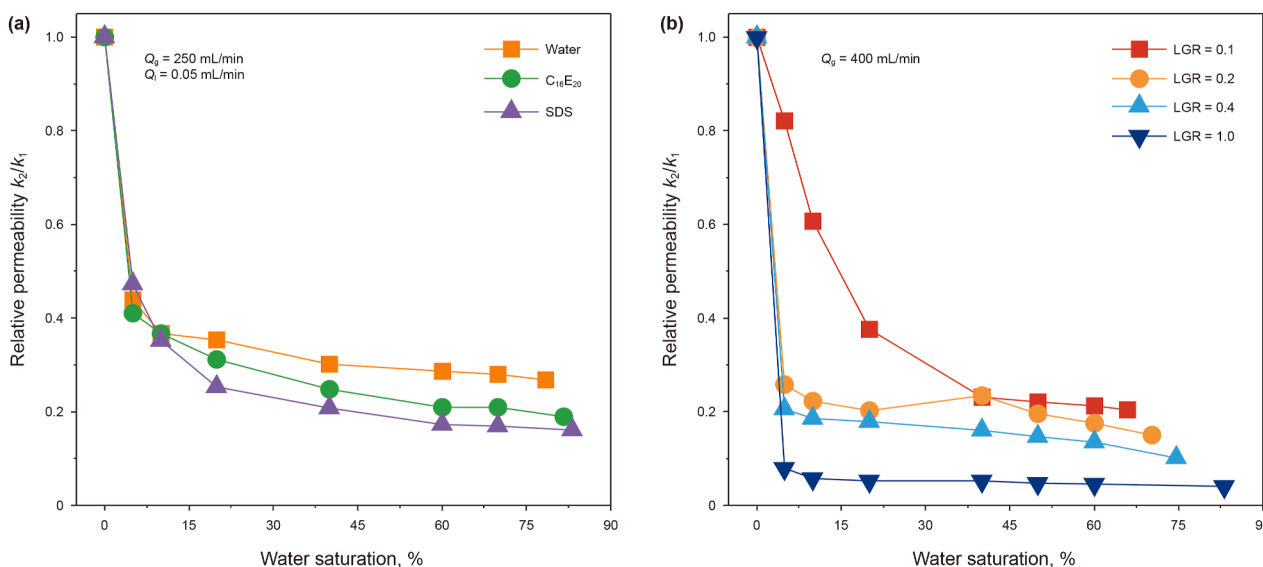 (a)
Relative permeability k₂/k₁
1.0
0.8
0.6
0.4
0.2
0
Qg = 250 mL/min
Ql = 0.05 mL/min
Water
C₁₆E₂₀
SDS
0
15
30
45
60
75
90
Water saturation, %
(b)
Relative permeability k₂/k₁
1.0
0.8
0.6
0.4
0.2
0
Qg = 400 mL/min
LGR = 0.1
LGR = 0.2
LGR = 0.4
LGR = 1.0
0
15
30
45
60
75
90
Water saturation, %